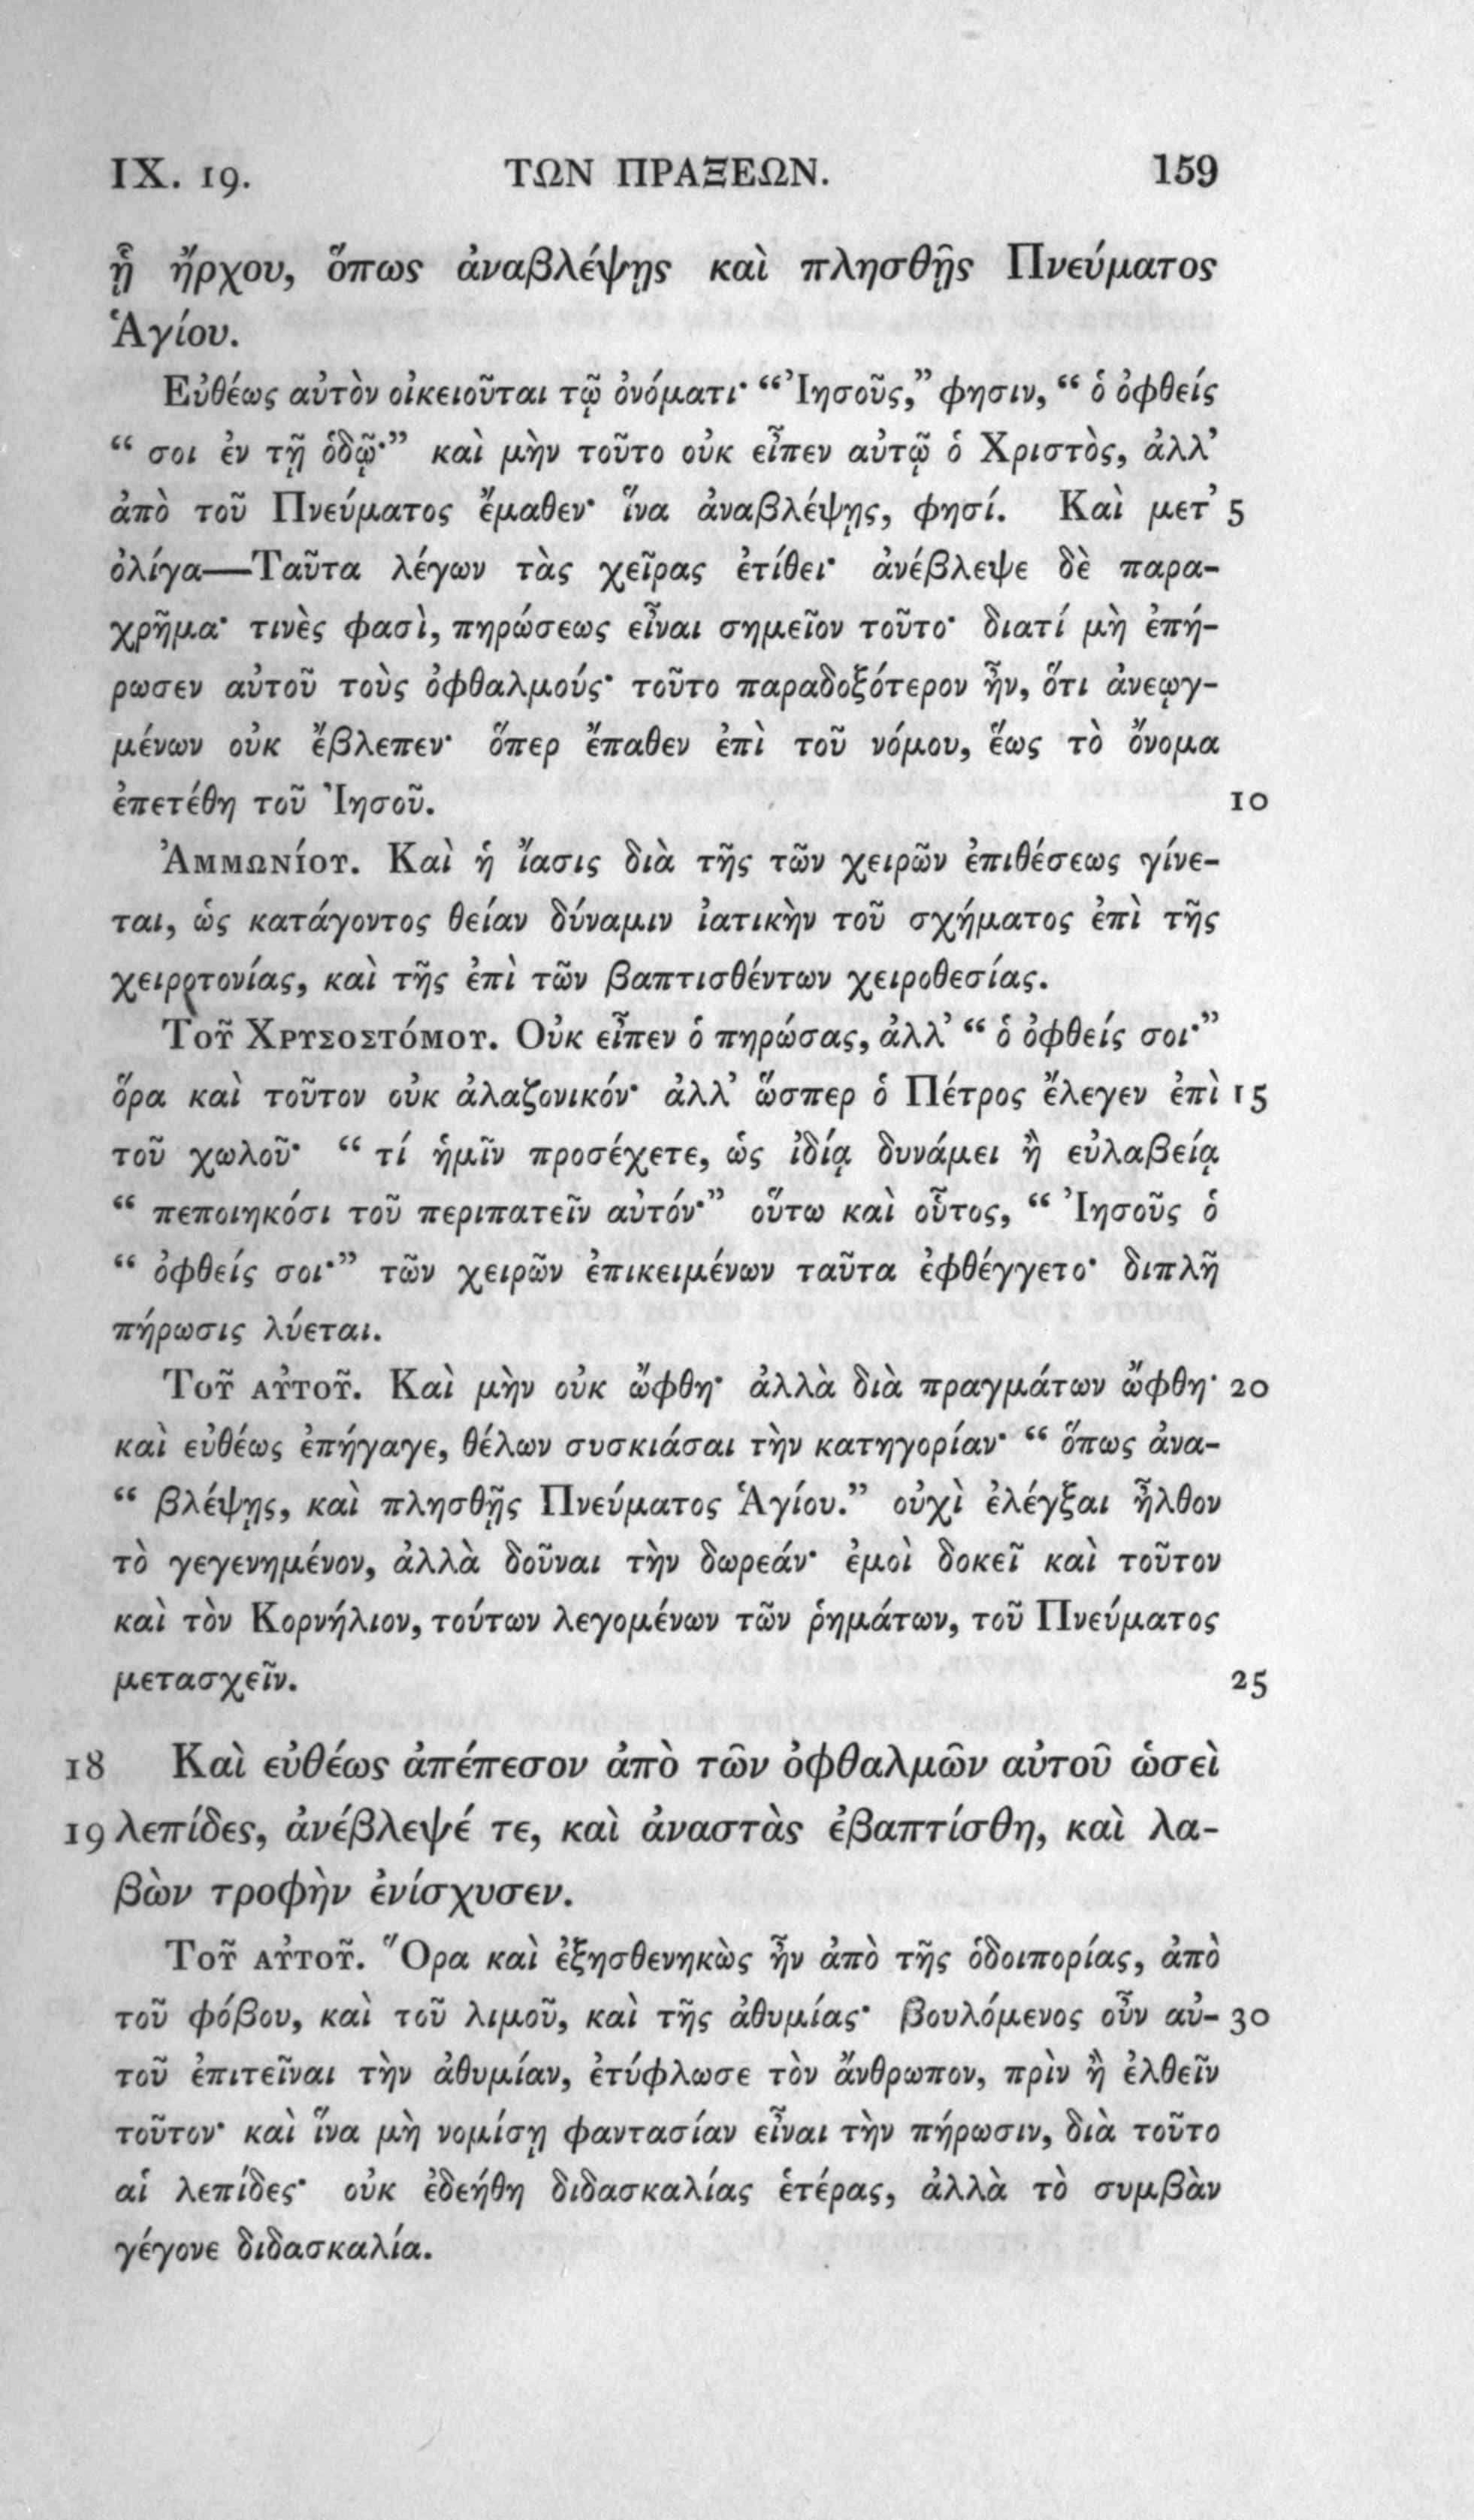 IX. 19. ΤΩΝ ΠΡΑΞΕΩΝ. 159
ᾗ ἤρχου, ὅπως ἀναβλέψῃς καὶ πλησθῇς Πνεύματος
Ἁγίου.
Εὐθέως αὐτὸν οἰκειοῦται τῷ ὀνόματι· “Ἰησοῦς,” φησιν, “ ὁ ὀφθείς
“ σοι ἐν τῇ ὁδῷ·” καὶ μὴν τοῦτο οὐκ εἶπεν αὐτῷ ὁ Χριστὸς, ἀλλ’
ἀπὸ τοῦ Πνεύματος ἔμαθεν· ἵνα ἀναβλέψῃς, φησί. Καὶ μετ’ 5
ὀλίγα—Ταῦτα λέγων τὰς χεῖρας ἐτίθει· ἀνέβλεψε δὲ παρα-
χρῆμα· τινὲς φασὶ, πηρώσεως εἶναι σημεῖον τοῦτο· διατί μὴ ἐπή-
ρωσεν αὐτοῦ τοὺς ὀφθαλμούς· τοῦτο παραδοξότερον ἦν, ὅτι ἀνεῳγ-
μένων οὐκ ἔβλεπεν· ὅπερ ἔπαθεν ἐπὶ τοῦ νόμου, ἕως τὸ ὄνομα
ἐπετέθη τοῦ Ἰησοῦ. 10
Ἀμμωνίου. Καὶ ἡ ἴασις διὰ τῆς τῶν χειρῶν ἐπιθέσεως γίνε-
ται, ὡς κατάγοντος θείαν δύναμιν ἰατικὴν τοῦ σχήματος ἐπὶ τῆς
χειροτονίας, καὶ τῆς ἐπὶ τῶν βαπτισθέντων χειροθεσίας.
Τοῦ Χρυσοστόμου. Οὐκ εἶπεν ὁ πηρώσας, ἀλλ’ “ ὁ ὀφθείς σοι·”
ὅρα καὶ τοῦτον οὐκ ἀλαζονικόν· ἀλλ’ ὥσπερ ὁ Πέτρος ἔλεγεν ἐπὶ 15
τοῦ χωλοῦ· “ τί ἡμῖν προσέχετε, ὡς ἰδίᾳ δυνάμει ἢ εὐλαβείᾳ
“ πεποιηκόσι τοῦ περιπατεῖν αὐτόν·” οὕτω καὶ οὗτος, “ Ἰησοῦς ὁ
“ ὀφθείς σοι·” τῶν χειρῶν ἐπικειμένων ταῦτα ἐφθέγγετο· διπλῆ
πήρωσις λύεται.
Τοῦ αὐτοῦ. Καὶ μὴν οὐκ ὤφθη· ἀλλὰ διὰ πραγμάτων ὤφθη· 20
καὶ εὐθέως ἐπήγαγε, θέλων συσκιάσαι τὴν κατηγορίαν· “ ὅπως ἀνα-
“ βλέψῃς, καὶ πλησθῇς Πνεύματος Ἁγίου.” οὐχὶ ἐλέγξαι ἦλθον
τὸ γεγενημένον, ἀλλὰ δοῦναι τὴν δωρεάν· ἐμοὶ δοκεῖ καὶ τοῦτον
καὶ τὸν Κορνήλιον, τούτων λεγομένων τῶν ῥημάτων, τοῦ Πνεύματος
μετασχεῖν. 25
18 Καὶ εὐθέως ἀπέπεσον ἀπὸ τῶν ὀφθαλμῶν αὐτοῦ ὡσεὶ
19 λεπίδες, ἀνέβλεψέ τε, καὶ ἀναστὰς ἐβαπτίσθη, καὶ λα-
βὼν τροφὴν ἐνίσχυσεν.
Τοῦ αὐτοῦ. Ὅρα καὶ ἐξησθενηκὼς ἦν ἀπὸ τῆς ὁδοιπορίας, ἀπὸ
τοῦ φόβου, καὶ τοῦ λιμοῦ, καὶ τῆς ἀθυμίας· βουλόμενος οὖν αὐ- 30
τοῦ ἐπιτεῖναι τὴν ἀθυμίαν, ἐτύφλωσε τὸν ἄνθρωπον, πρὶν ἢ ἐλθεῖν
τοῦτον· καὶ ἵνα μὴ νομίσῃ φαντασίαν εἶναι τὴν πήρωσιν, διὰ τοῦτο
αἱ λεπίδες· οὐκ ἐδεήθη διδασκαλίας ἑτέρας, ἀλλὰ τὸ συμβὰν
γέγονε διδασκαλία.